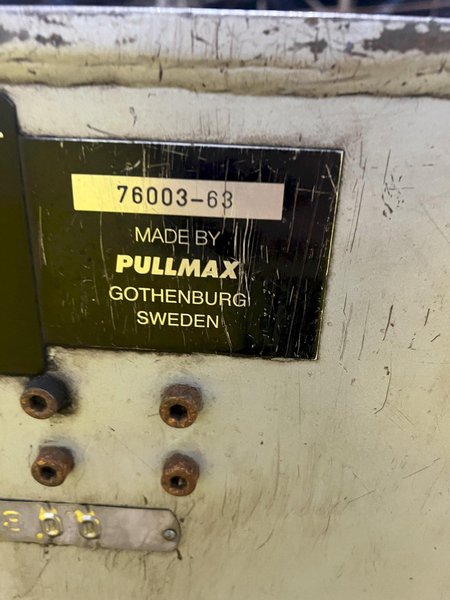 76003-63
MADE BY
PULLMAX
GOTHENBURG
SWEDEN